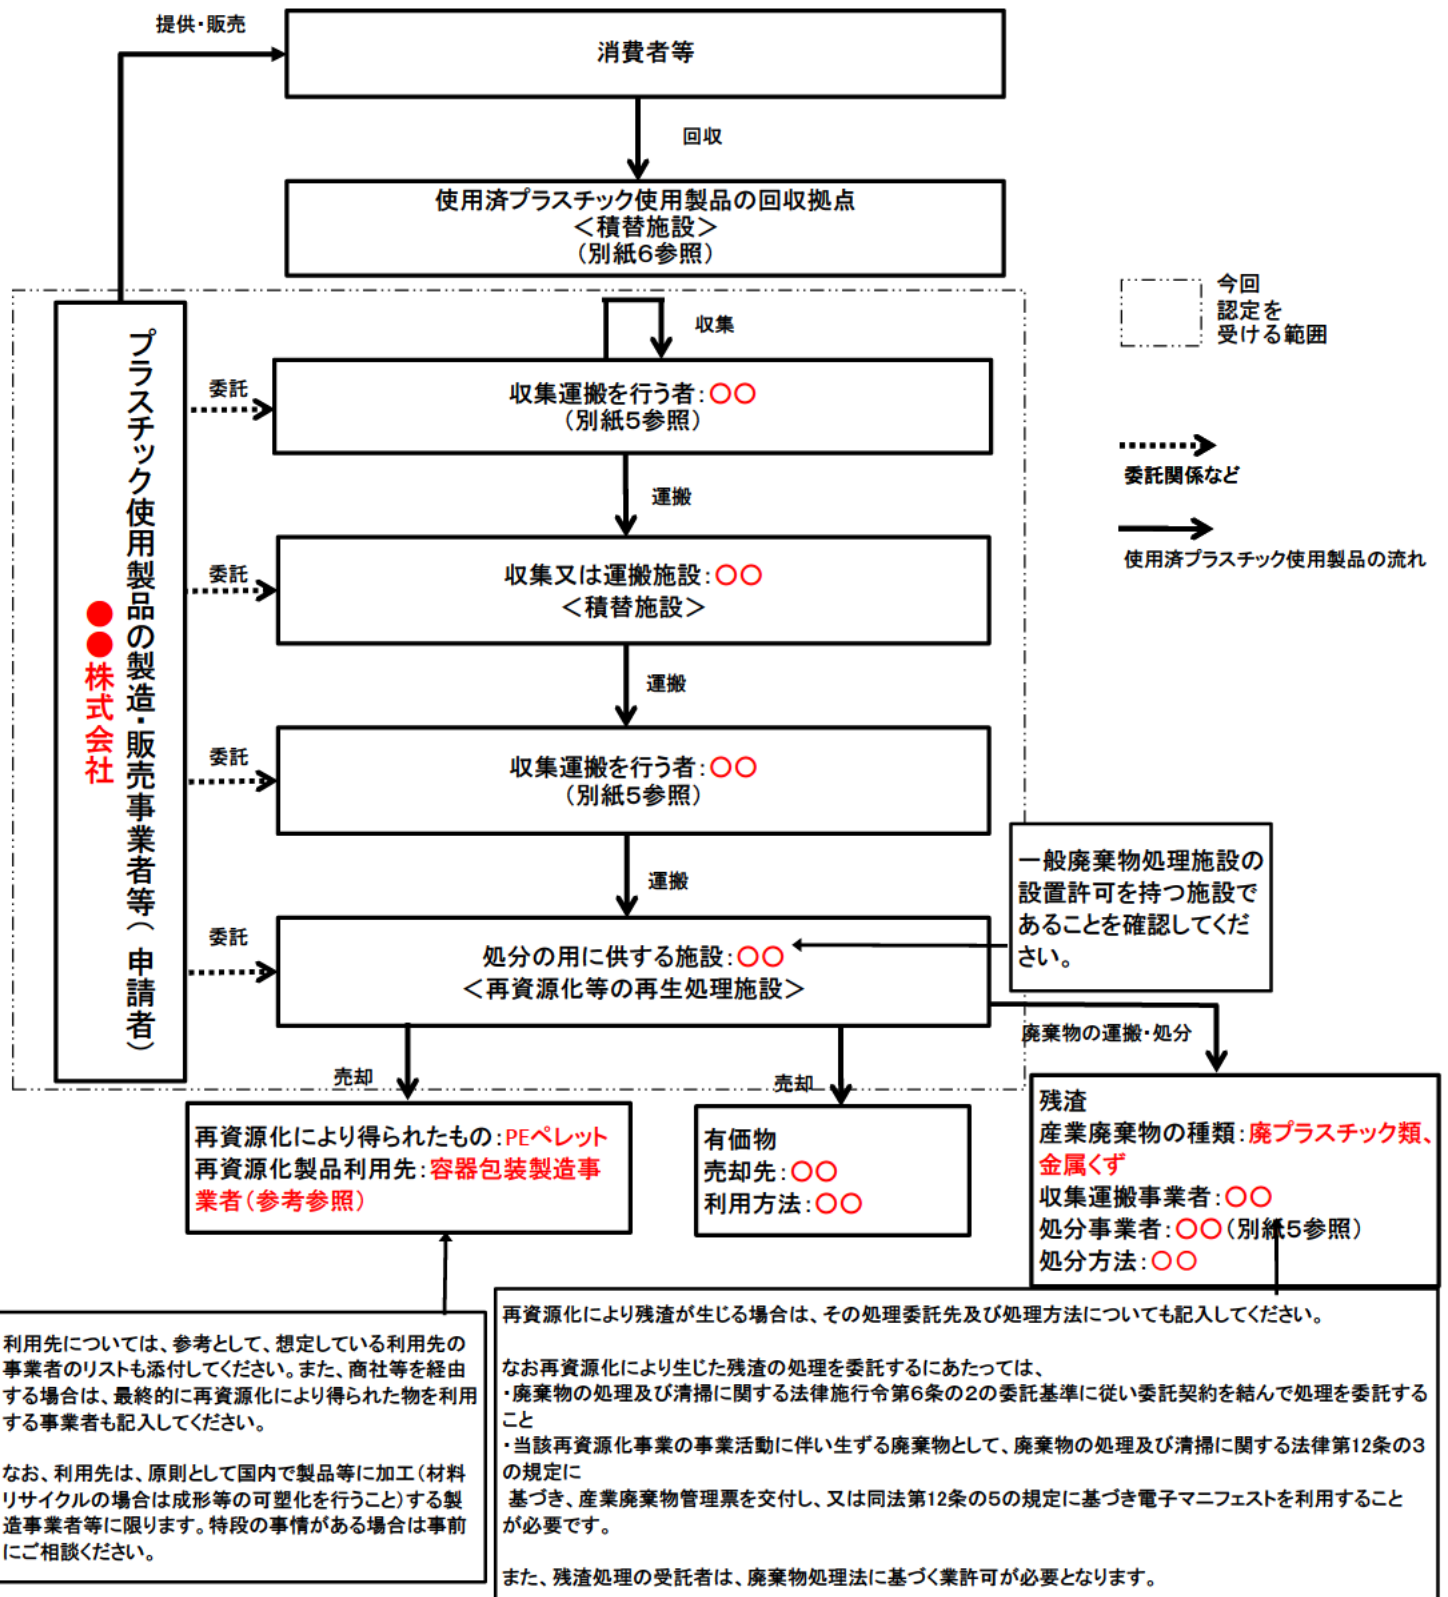 提供・販売
消費者等
回収
使用済プラスチック使用製品の回収拠点
＜積替施設＞
（別紙６参照）
今回
認定を
受ける範囲
プラスチック使用製品の製造・販売事業者等（申請者）
●●株式会社
収集
委託
収集運搬を行う者：〇〇
（別紙５参照）
委託関係など
運搬
使用済プラスチック使用製品の流れ
委託
収集又は運搬施設：〇〇
＜積替施設＞
運搬
委託
収集運搬を行う者：〇〇
（別紙５参照）
運搬
一般廃棄物処理施設の
設置許可を持つ施設で
あることを確認してくだ
さい。
委託
処分の用に供する施設：〇〇
＜再資源化等の再生処理施設＞
廃棄物の運搬・処分
売却
売却
再資源化により得られたもの：PEペレット
再資源化製品利用先：容器包装製造事
業者（参考参照）
有価物
売却先：〇〇
利用方法：〇〇
残渣
産業廃棄物の種類：廃プラスチック類、
金属くず
収集運搬事業者：〇〇
処分事業者：〇〇（別紙５参照）
処分方法：〇〇
利用先については、参考として、想定している利用先の
事業者のリストも添付してください。また、商社等を経由
する場合は、最終的に再資源化により得られた物を利用
する事業者も記入してください。
なお、利用先は、原則として国内で製品等に加工（材料
リサイクルの場合は成形等の可塑化を行うこと）する製
造事業者等に限ります。特段の事情がある場合は事前
にご相談ください。
再資源化により残渣が生じる場合は、その処理委託先及び処理方法についても記入してください。
なお再資源化により生じた残渣の処理を委託するにあたっては、
・廃棄物の処理及び清掃に関する法律施行令第６条の２の委託基準に従い委託契約を結んで処理を委託する
こと
・当該再資源化事業の事業活動に伴い生ずる廃棄物として、廃棄物の処理及び清掃に関する法律第12条の３
の規定に
基づき、産業廃棄物管理票を交付し、又は同法第12条の５の規定に基づき電子マニフェストを利用すること
が必要です。
また、残渣処理の受託者は、廃棄物処理法に基づく業許可が必要となります。